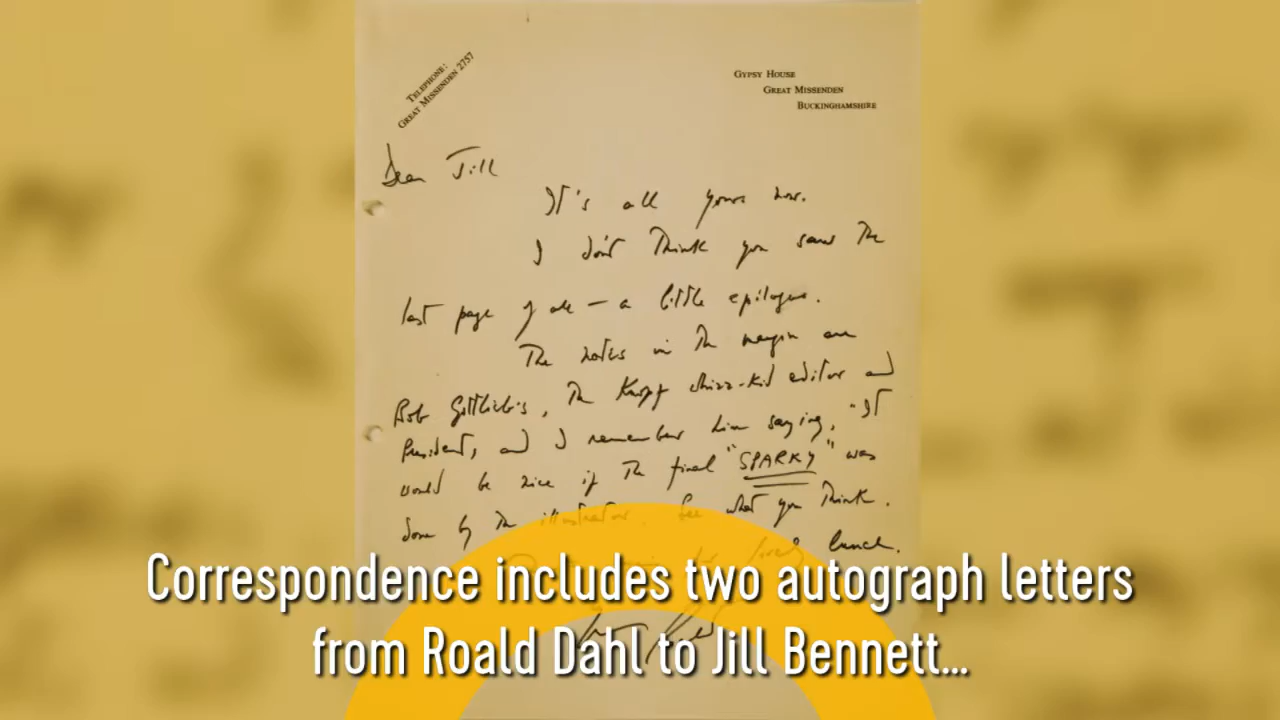 TELEPHONE:
GREAT MISSENDEN 2757
GYPSY HOUSE
GREAT MISSENDEN
BUCKINGHAMSHIRE
Dear Jill
It's all yours now.
I don't think you saw the
last page of all — a little epilogue.
The notes in the margin are
Bob Gottlieb's, the Knopf whizz-kid editor and
President, and I remember him saying, "It
would be nice if the final "SPARKY" was
done by the illustrator. See what you think.
lovely lunch.
Correspondence includes two autograph letters
from Roald Dahl to Jill Bennett...